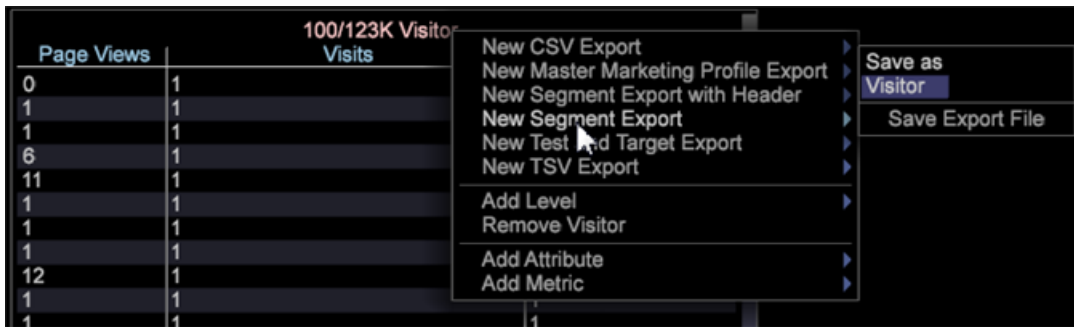 100/123K Visitor
Page Views Visits
0 1
1 1
1 1
6 1
11 1
1 1
1 1
1 1
12 1
1 1
1 1 1
New CSV Export
New Master Marketing Profile Export
New Segment Export with Header
New Segment Export
New Test and Target Export
New TSV Export
Add Level
Remove Visitor
Add Attribute
Add Metric
Save as
Visitor
Save Export File